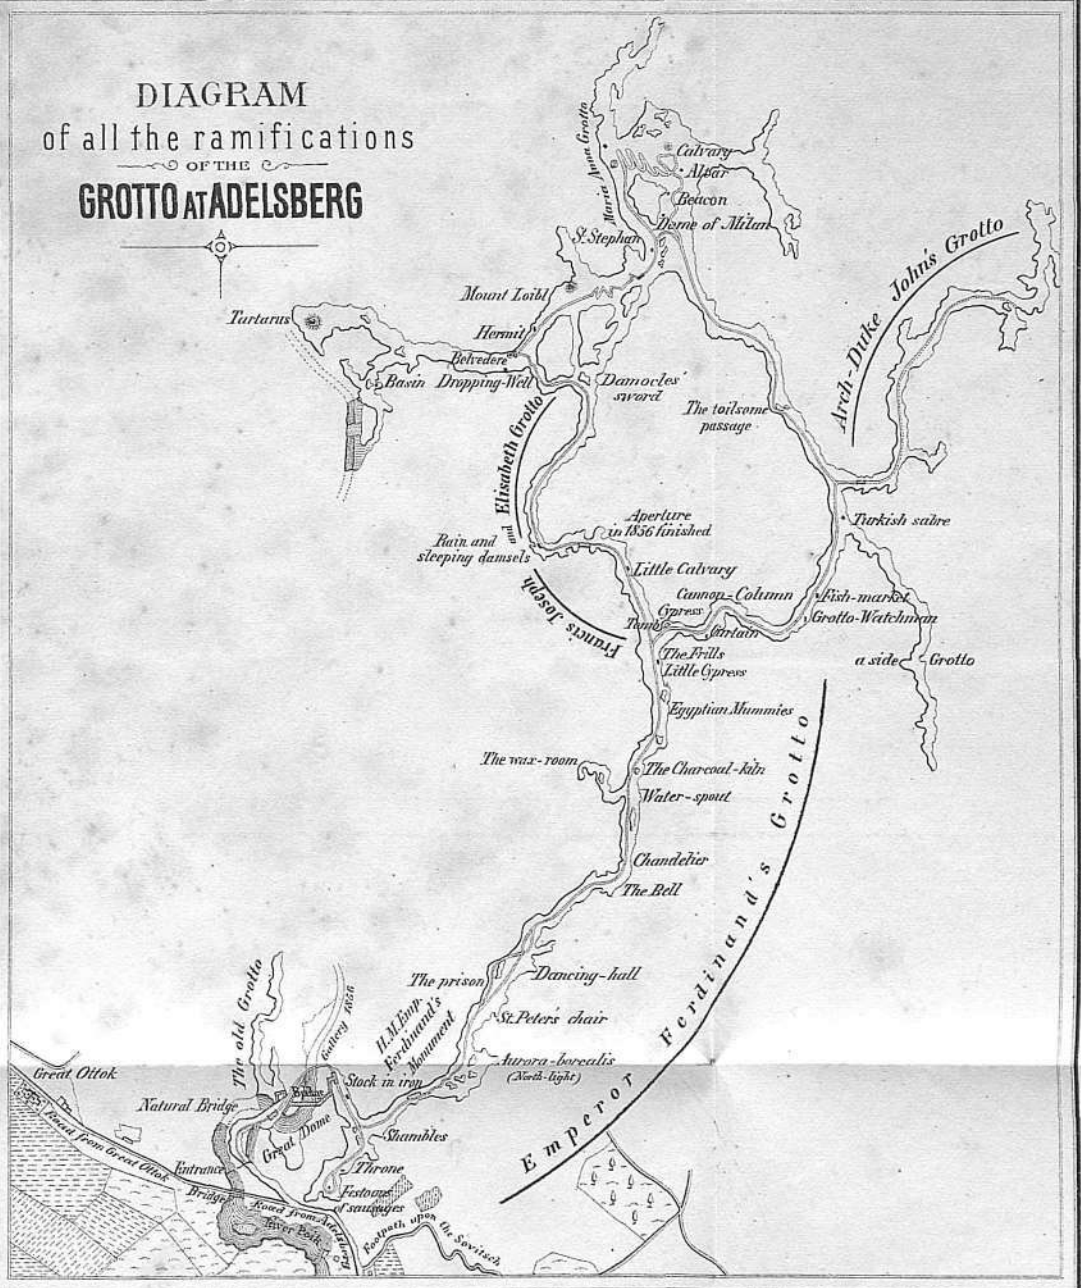 DIAGRAM
of all the ramifications
OF THE
GROTTO AT ADELSBERG
Maria Anna Grotto
Calvary
Altar
Beacon
Dome of Milan
St. Stephan
Mount Loibl
Tartarus
Hermit
Belvedere
Basin
Dropping-Well
Damocles'
sword
The toilsome
passage
Arch-Duke John's Grotto
Francis Joseph and Elisabeth Grotto
Aperture
in 1856 finished
Turkish sabre
Rain and
sleeping damsels
Little Calvary
Cannon-Column
Fish-market
Cypress
Tomb
Curtain
Grotto-Watchman
The Frills
Little Cypress
a side Grotto
Egyptian Mummies
The wax-room
The Charcoal-kiln
Water-spout
Chandelier
The Bell
Emperor Ferdinand's Grotto
The prison
Dancing-hall
H.M. Emp.
Ferdinand's
Monument
St. Peter's chair
Aurora-borealis
(North-light)
The old Grotto
Gallery 1856
Great Ottok
Stock in iron
Natural Bridge
Bridge
Great Dome
Shambles
Road from Great Ottok
Entrance
Throne
Bridge
Festoons
of sausages
Road from Adelsberg
River Poik
Footpath upon the Sovitsch